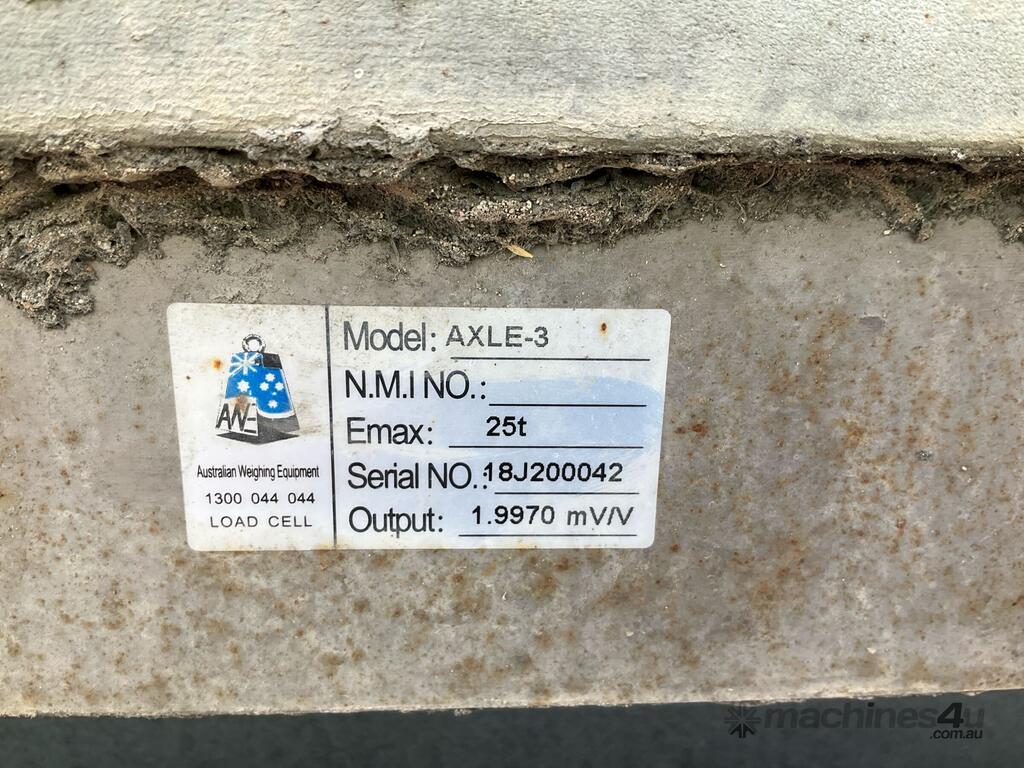 AWE
Australian Weighing Equipment
1300 044 044
LOAD CELL
Model: AXLE-3
N.M.I NO.:
Emax: 25t
Serial NO.: 18J200042
Output: 1.9970 mV/V
machines4u
.com.au